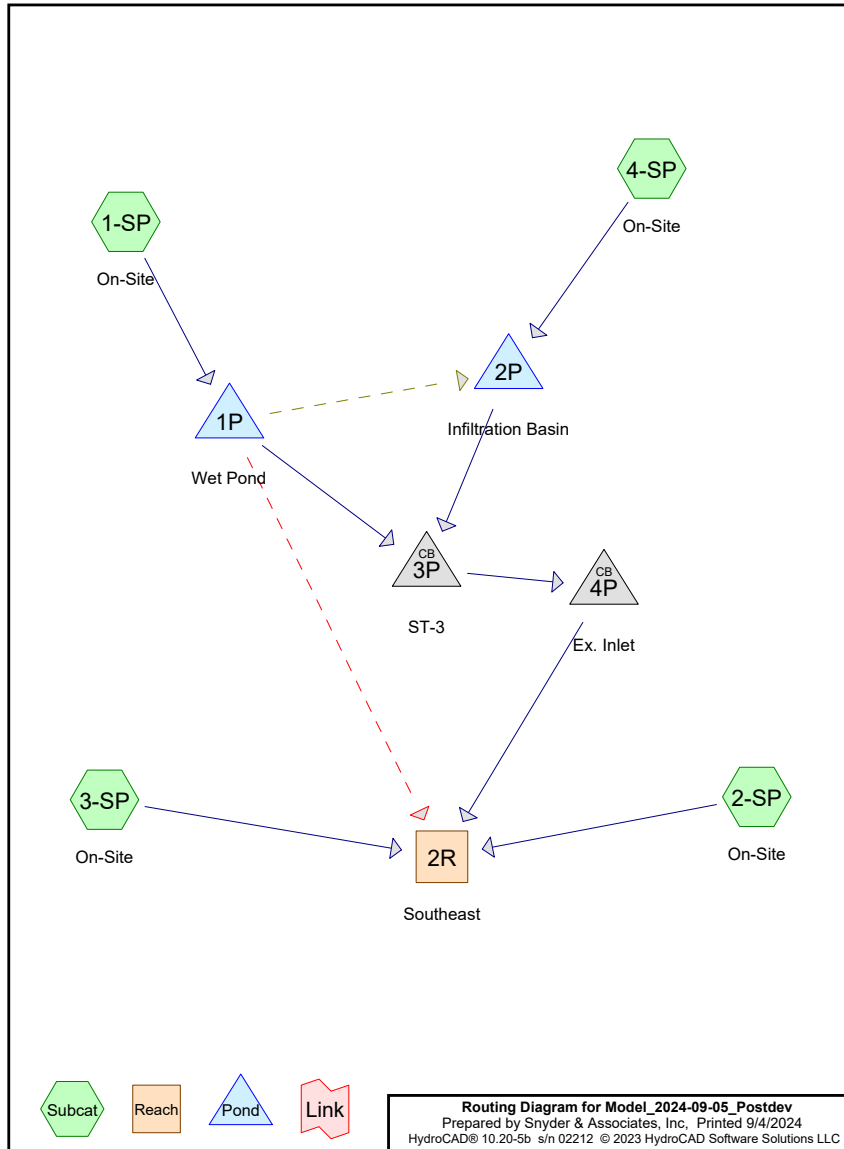 4-SP
On-Site
1-SP
On-Site
2P
Infiltration Basin
1P
Wet Pond
CB
3P
ST-3
CB
4P
Ex. Inlet
3-SP
On-Site
2-SP
On-Site
2R
Southeast
Subcat
Reach
Pond
Link
Routing Diagram for Model_2024-09-05_Postdev
Prepared by Snyder & Associates, Inc, Printed 9/4/2024
HydroCAD® 10.20-5b s/n 02212 © 2023 HydroCAD Software Solutions LLC